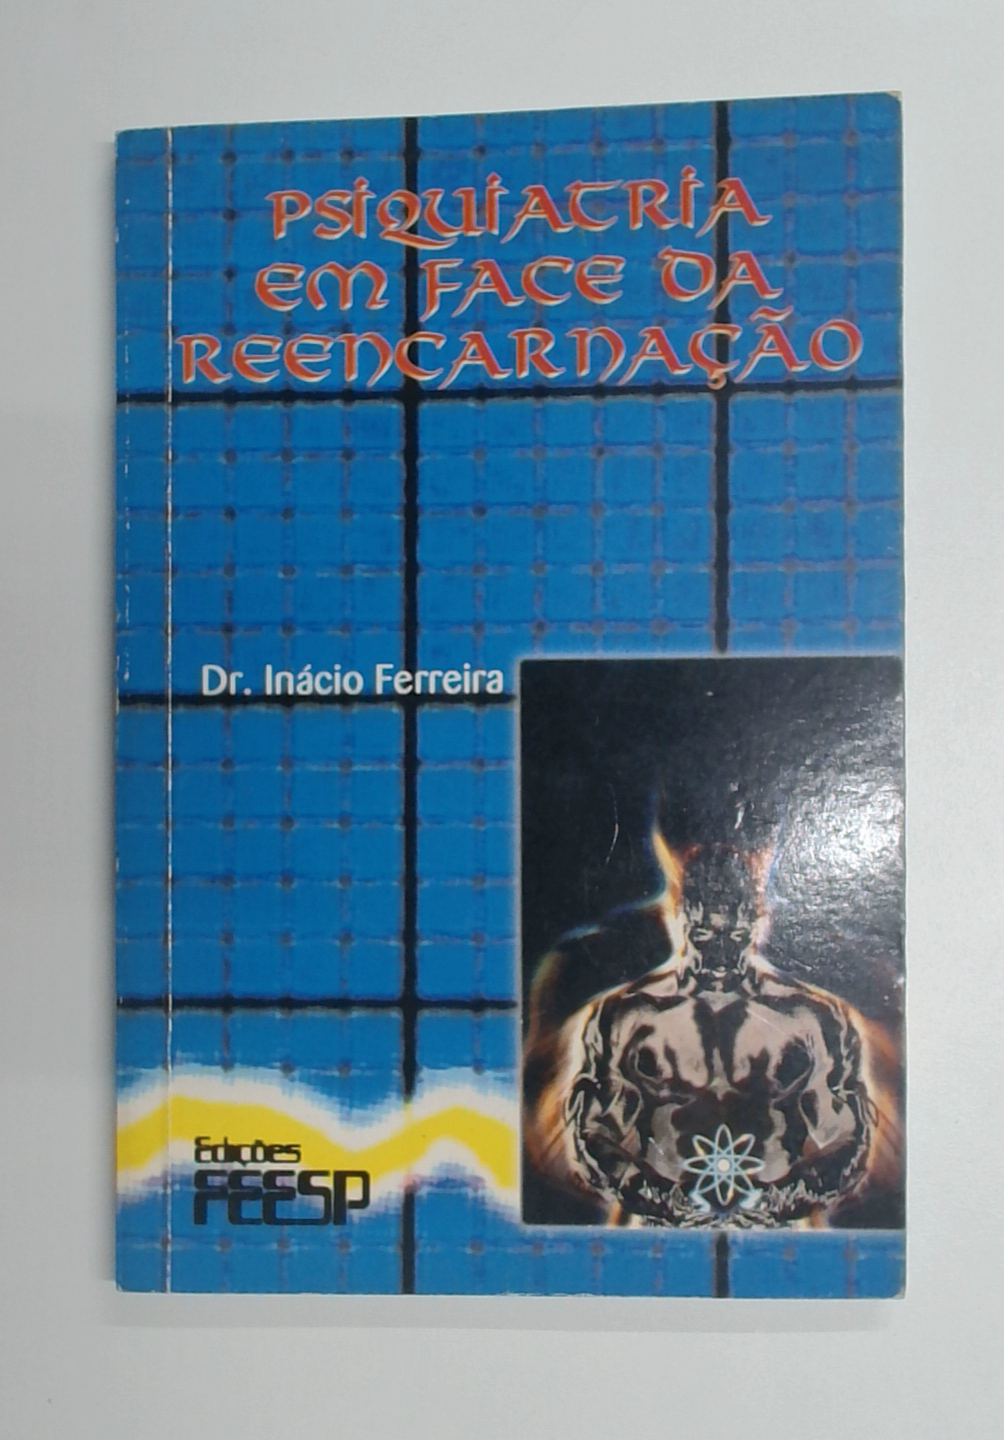 PSIQUIATRIA
EM FACE DA
REENCARNAÇÃO
Dr. Inácio Ferreira
Edições
FEESP